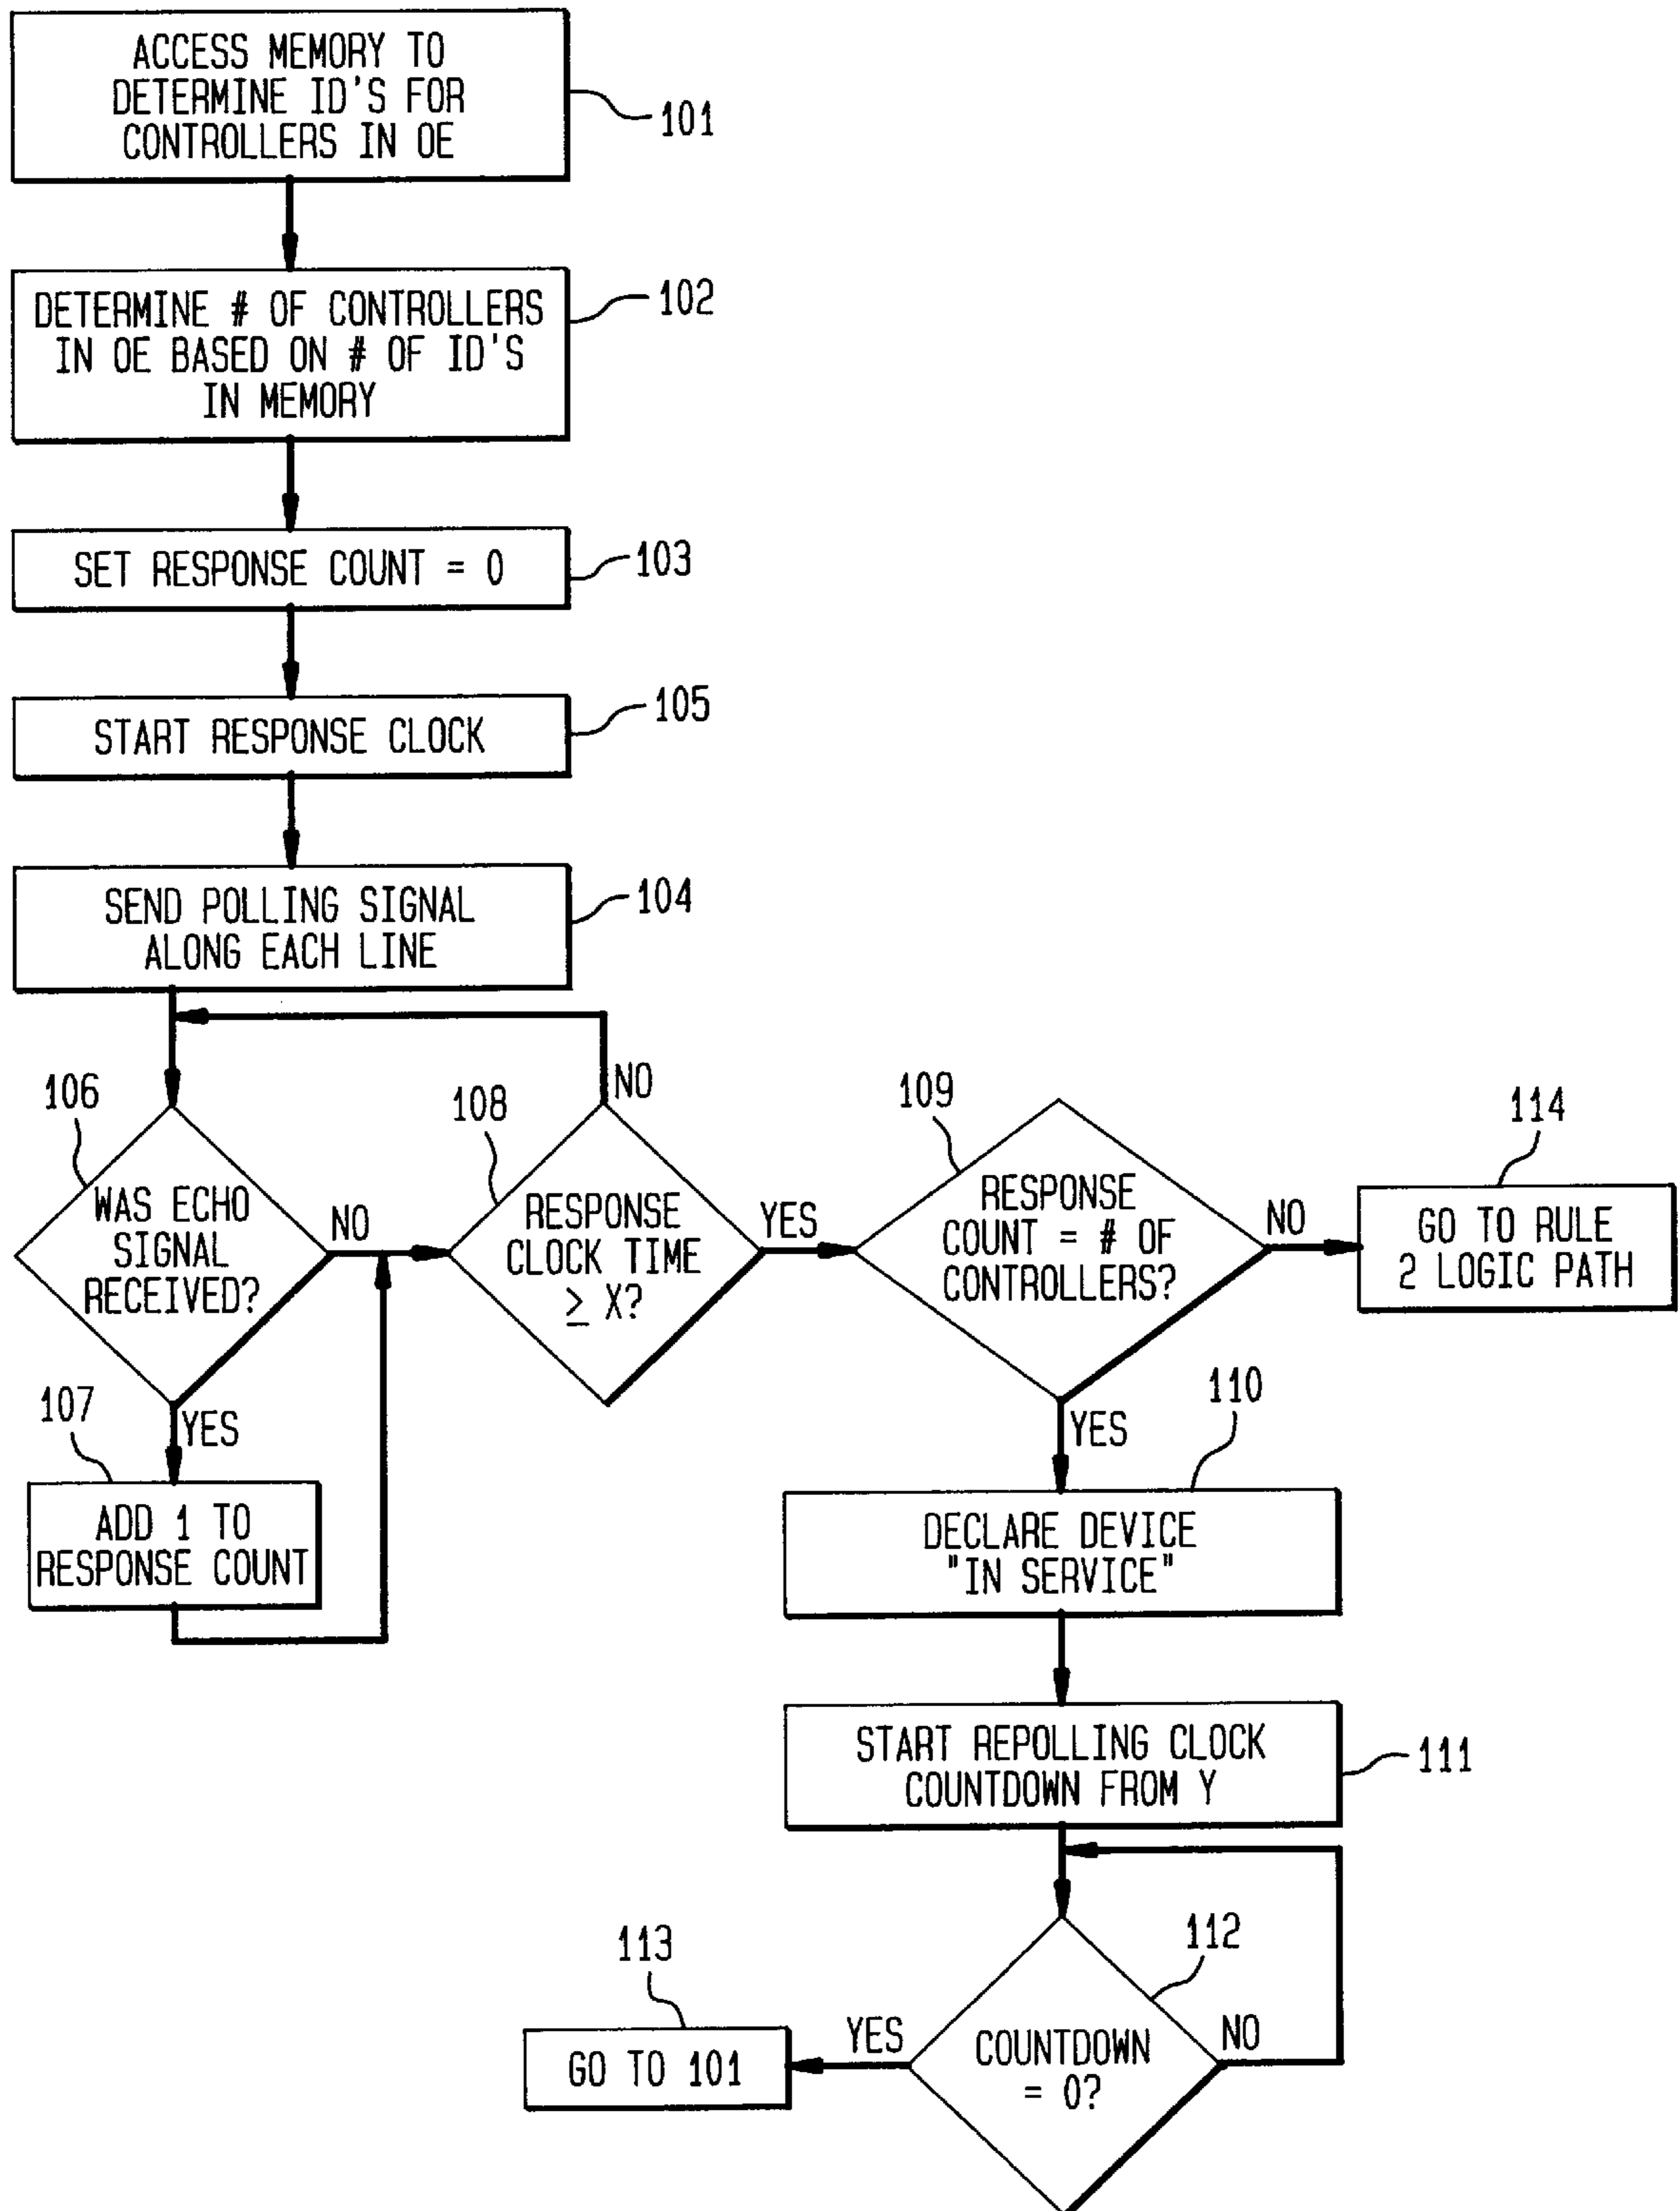 ACCESS MEMORY TO
DETERMINE ID'S FOR
CONTROLLERS IN OE
101
DETERMINE # OF CONTROLLERS
IN OE BASED ON # OF ID'S
IN MEMORY
102
SET RESPONSE COUNT = 0
103
START RESPONSE CLOCK
105
SEND POLLING SIGNAL
ALONG EACH LINE
104
106
WAS ECHO
SIGNAL
RECEIVED?
NO
YES
107
ADD 1 TO
RESPONSE COUNT
108
RESPONSE
CLOCK TIME
≥ X?
NO
YES
109
RESPONSE
COUNT = # OF
CONTROLLERS?
NO
YES
114
GO TO RULE
2 LOGIC PATH
110
DECLARE DEVICE
"IN SERVICE"
START REPOLLING CLOCK
COUNTDOWN FROM Y
111
112
COUNTDOWN
= 0?
NO
YES
113
GO TO 101